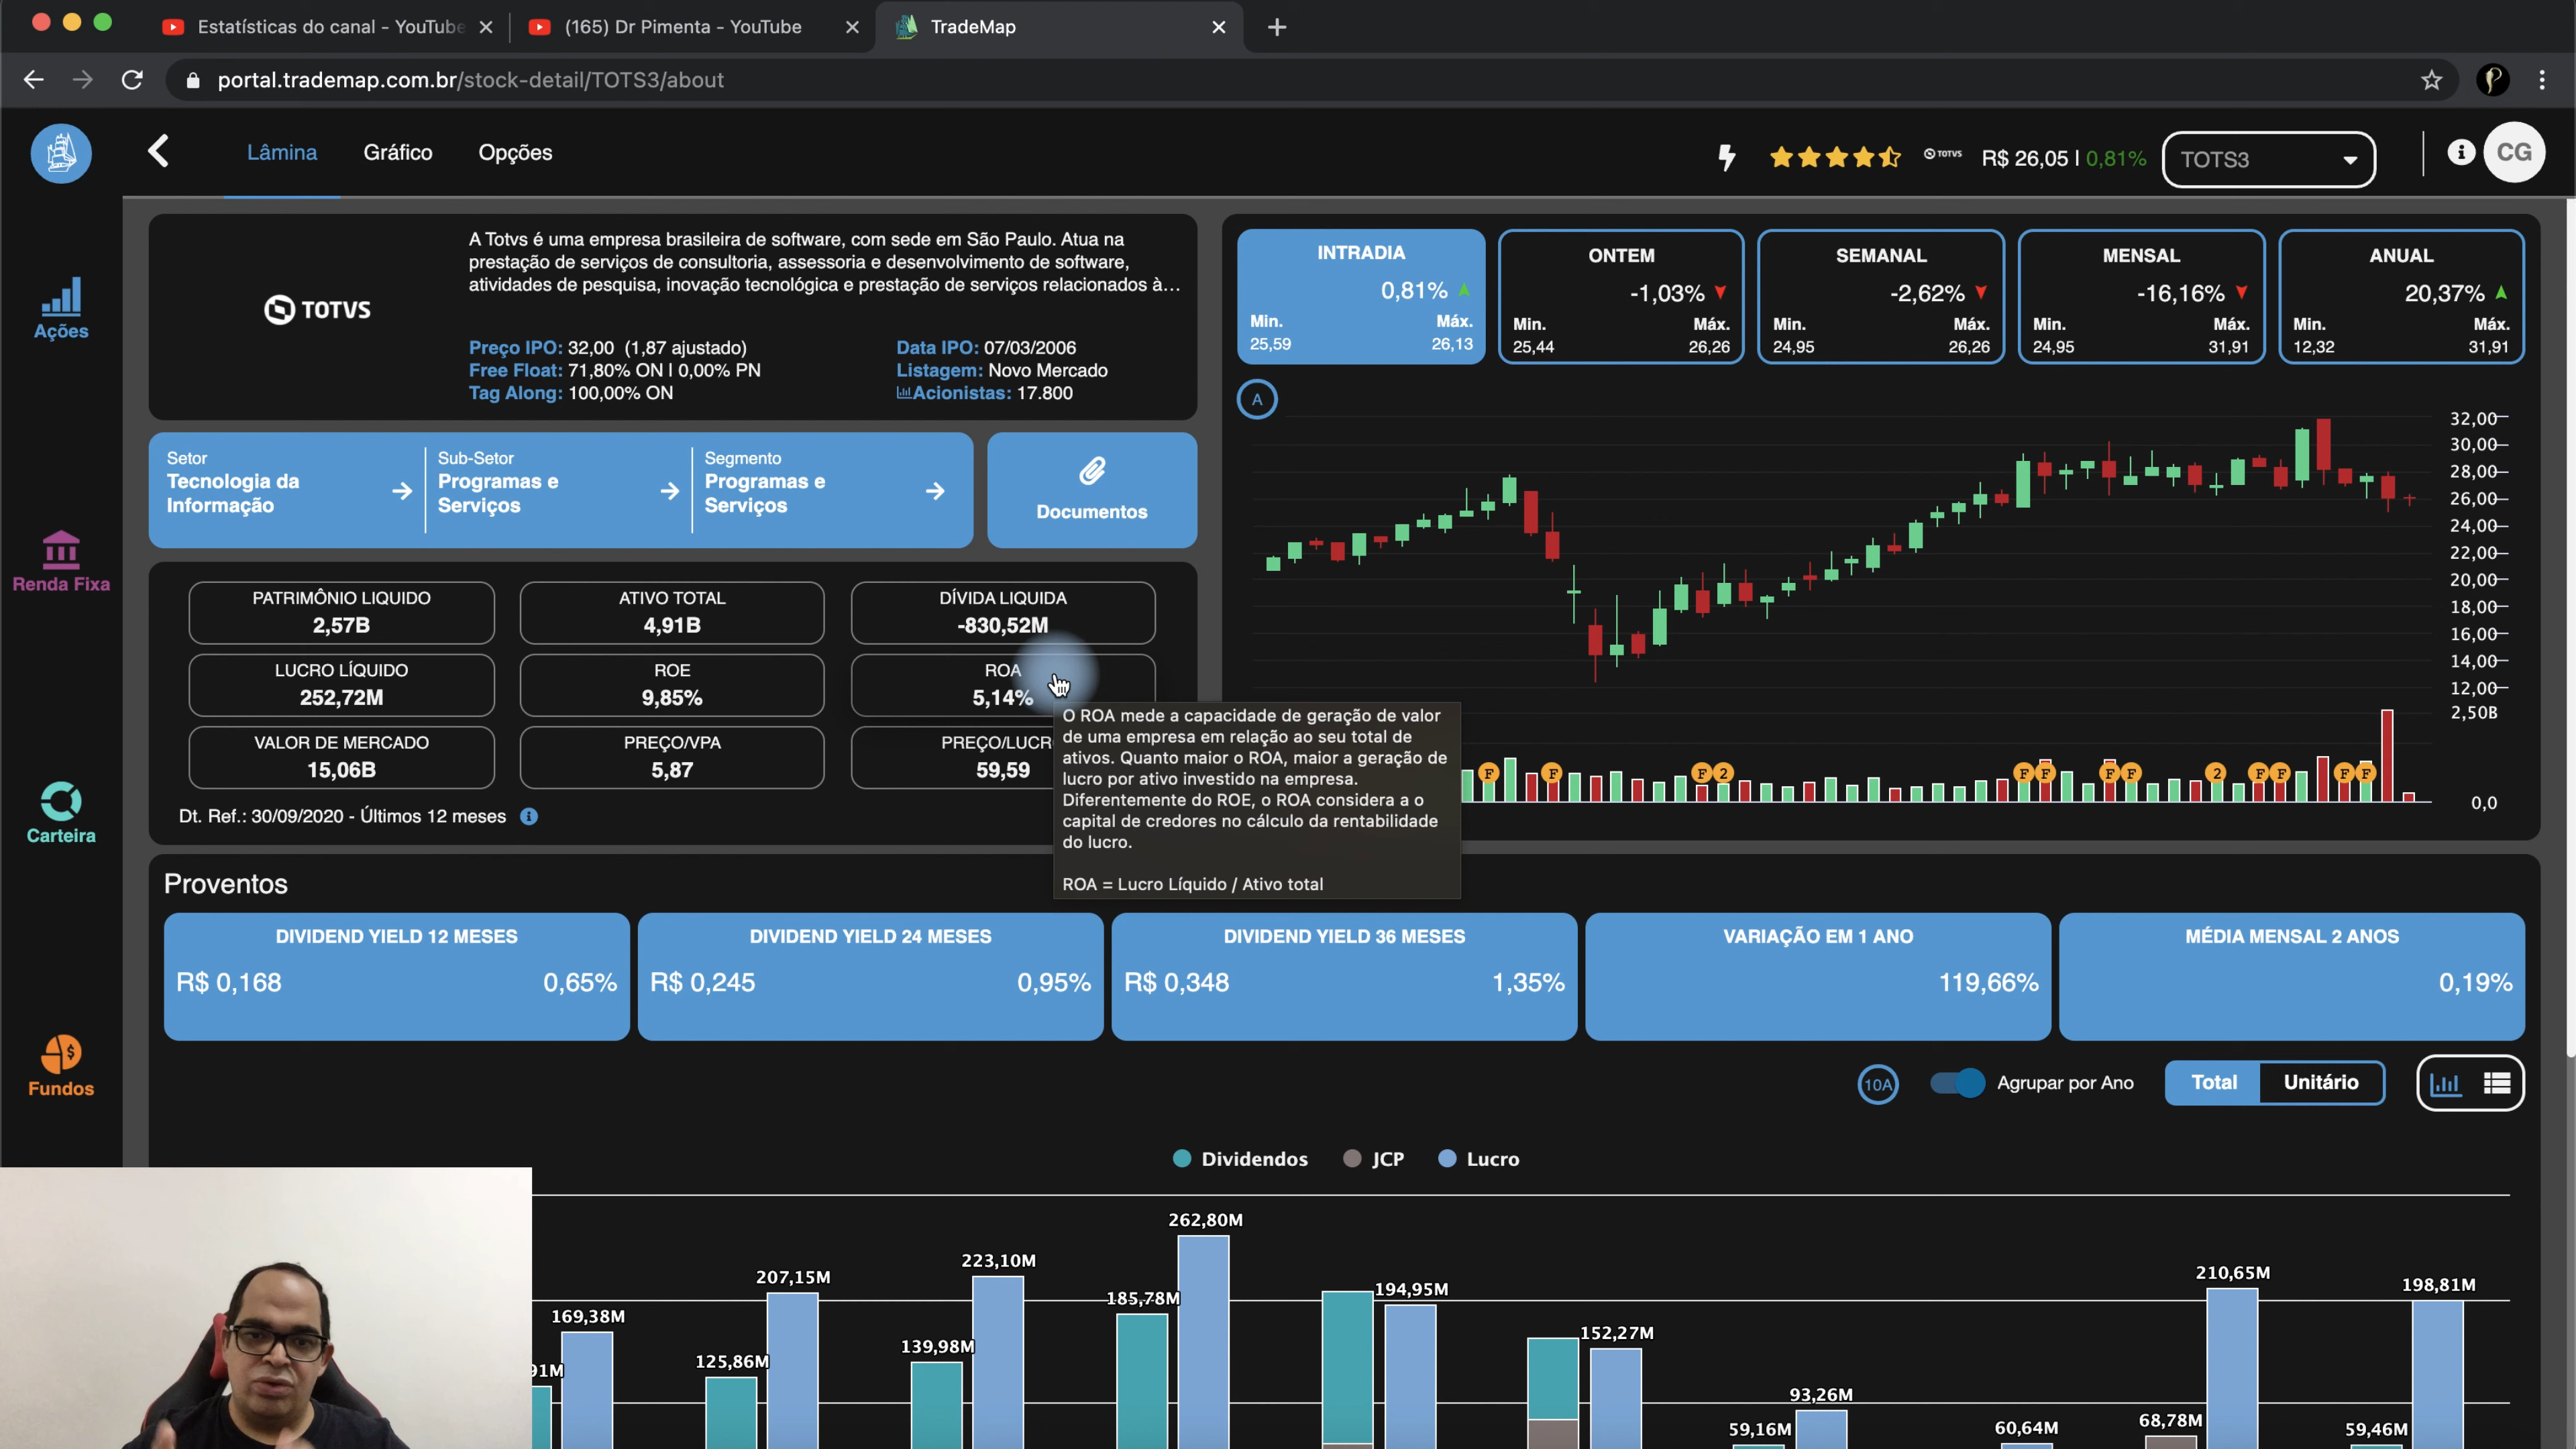 Estatísticas do canal - YouTube
(165) Dr Pimenta - YouTube
TradeMap
portal.trademap.com.br/stock-detail/TOTS3/about
Lâmina
Gráfico
Opções
TOTVS
R$ 26,05 | 0,81%
TOTS3
CG
Ações
Renda Fixa
Carteira
Fundos
TOTVS
A Totvs é uma empresa brasileira de software, com sede em São Paulo. Atua na
prestação de serviços de consultoria, assessoria e desenvolvimento de software,
atividades de pesquisa, inovação tecnológica e prestação de serviços relacionados à...
Preço IPO: 32,00 (1,87 ajustado)
Free Float: 71,80% ON | 0,00% PN
Tag Along: 100,00% ON
Data IPO: 07/03/2006
Listagem: Novo Mercado
Acionistas: 17.800
Setor
Tecnologia da
Informação
Sub-Setor
Programas e
Serviços
Segmento
Programas e
Serviços
Documentos
PATRIMÔNIO LIQUIDO
2,57B
ATIVO TOTAL
4,91B
DÍVIDA LIQUIDA
-830,52M
LUCRO LÍQUIDO
252,72M
ROE
9,85%
ROA
5,14%
VALOR DE MERCADO
15,06B
PREÇO/VPA
5,87
PREÇO/LUCR
59,59
Dt. Ref.: 30/09/2020 - Últimos 12 meses
O ROA mede a capacidade de geração de valor
de uma empresa em relação ao seu total de
ativos. Quanto maior o ROA, maior a geração de
lucro por ativo investido na empresa.
Diferentemente do ROE, o ROA considera a o
capital de credores no cálculo da rentabilidade
do lucro.
ROA = Lucro Líquido / Ativo total
INTRADIA
0,81%
Min. Máx.
25,59 26,13
ONTEM
-1,03%
Min. Máx.
25,44 26,26
SEMANAL
-2,62%
Min. Máx.
24,95 26,26
MENSAL
-16,16%
Min. Máx.
24,95 31,91
ANUAL
20,37%
Min. Máx.
12,32 31,91
A
32,00
30,00
28,00
26,00
24,00
22,00
20,00
18,00
16,00
14,00
12,00
2,50B
F F F 2 F F F F 2 F F F F
0,0
Proventos
DIVIDEND YIELD 12 MESES
R$ 0,168 0,65%
DIVIDEND YIELD 24 MESES
R$ 0,245 0,95%
DIVIDEND YIELD 36 MESES
R$ 0,348 1,35%
VARIAÇÃO EM 1 ANO
119,66%
MÉDIA MENSAL 2 ANOS
0,19%
10A
Agrupar por Ano
Total
Unitário
Dividendos
JCP
Lucro
91M
169,38M
125,86M
207,15M
139,98M
223,10M
185,78M
262,80M
194,95M
152,27M
59,16M
93,26M
60,64M
68,78M
210,65M
59,46M
198,81M